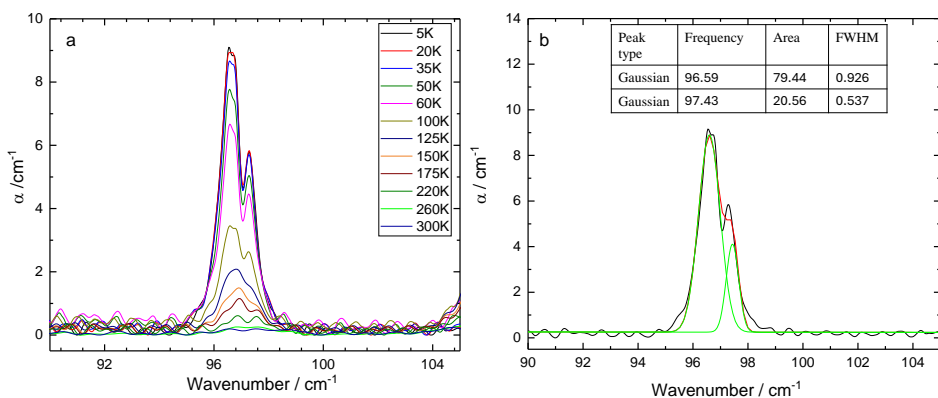 a
5K
20K
35K
50K
60K
100K
125K
150K
175K
220K
260K
300K
10
8
6
4
2
0
92 96 100 104
α /cm-1
Wavenumber / cm-1
b
Peak type Frequency Area FWHM
Gaussian 96.59 79.44 0.926
Gaussian 97.43 20.56 0.537
14
12
10
8
6
4
2
0
90 92 94 96 98 100 102 104
α /cm-1
Wavenumber / cm-1